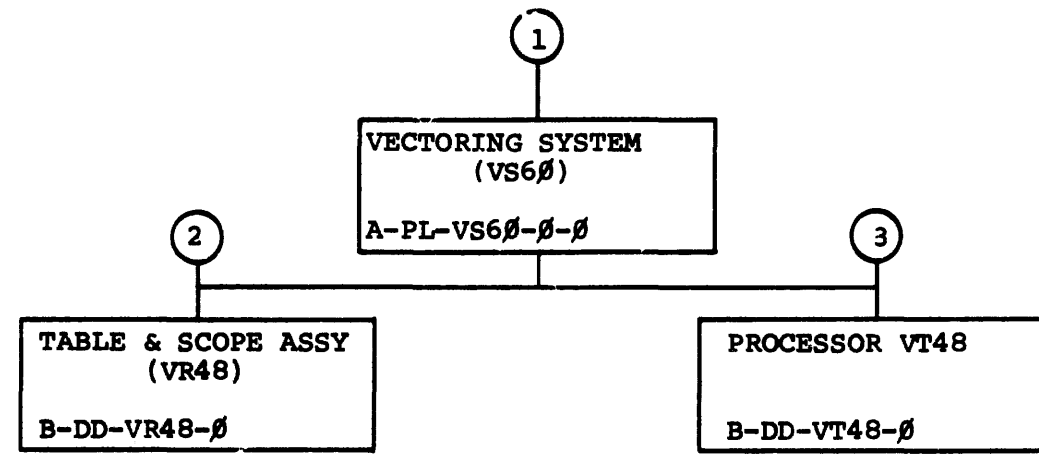 1
VECTORING SYSTEM
(VS6Ø)
A-PL-VS6Ø-Ø-Ø
2
3
TABLE & SCOPE ASSY
(VR48)
B-DD-VR48-Ø
PROCESSOR VT48
B-DD-VT48-Ø